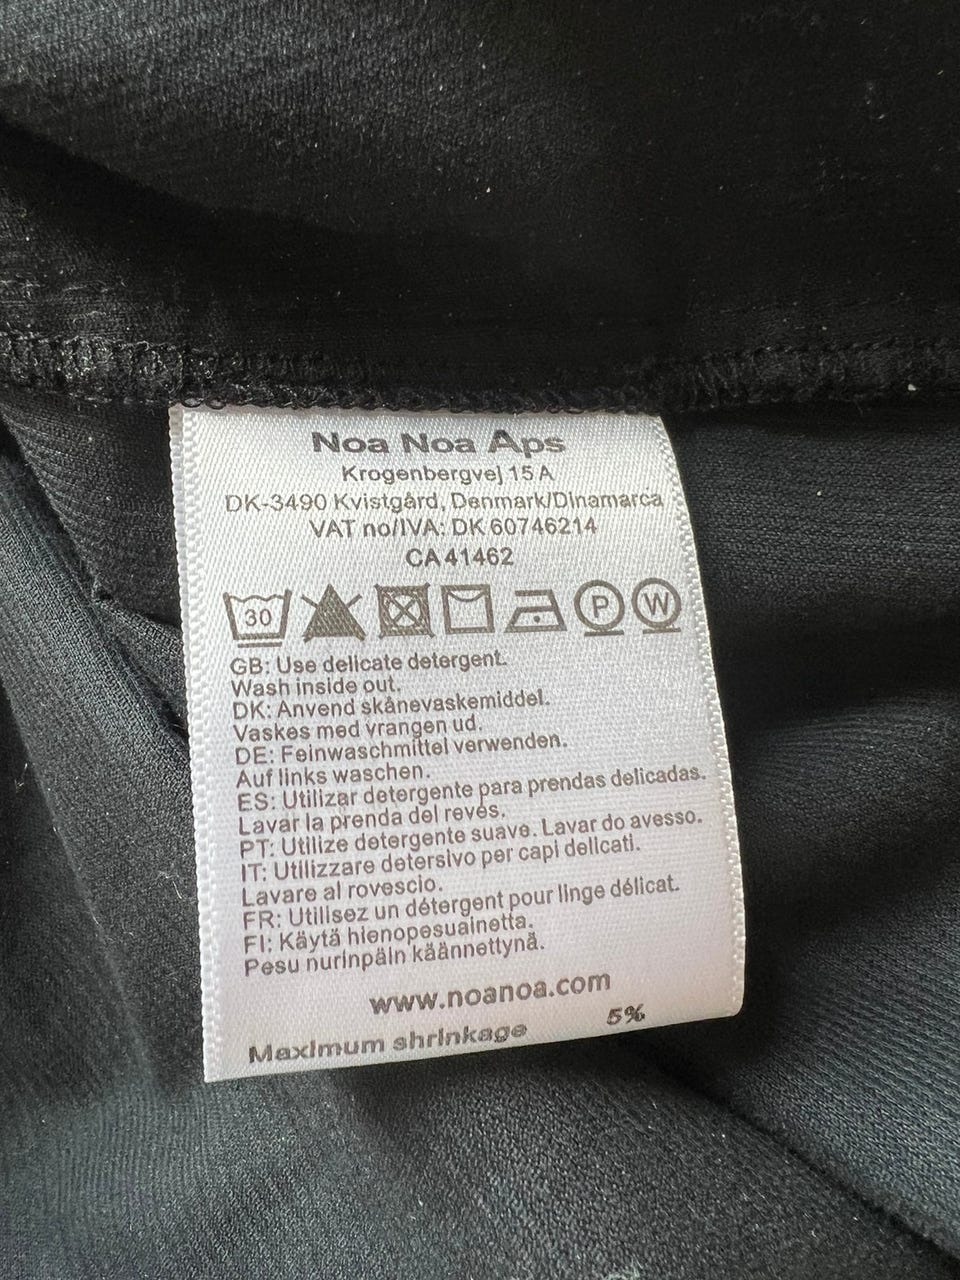 Noa Noa Aps
Krogenbergvej 15 A
DK-3490 Kvistgård, Denmark/Dinamarca
VAT no/IVA: DK 60746214
CA 41462
30 P W
GB: Use delicate detergent.
Wash inside out.
DK: Anvend skånevaskemiddel.
Vaskes med vrangen ud.
DE: Feinwaschmittel verwenden.
Auf links waschen.
ES: Utilizar detergente para prendas delicadas.
Lavar la prenda del revés.
PT: Utilize detergente suave. Lavar do avesso.
IT: Utilizzare detersivo per capi delicati.
Lavare al rovescio.
FR: Utilisez un détergent pour linge délicat.
FI: Käytä hienopesuainetta.
Pesu nurinpäin käännettynä.
www.noanoa.com
Maximum shrinkage 5%